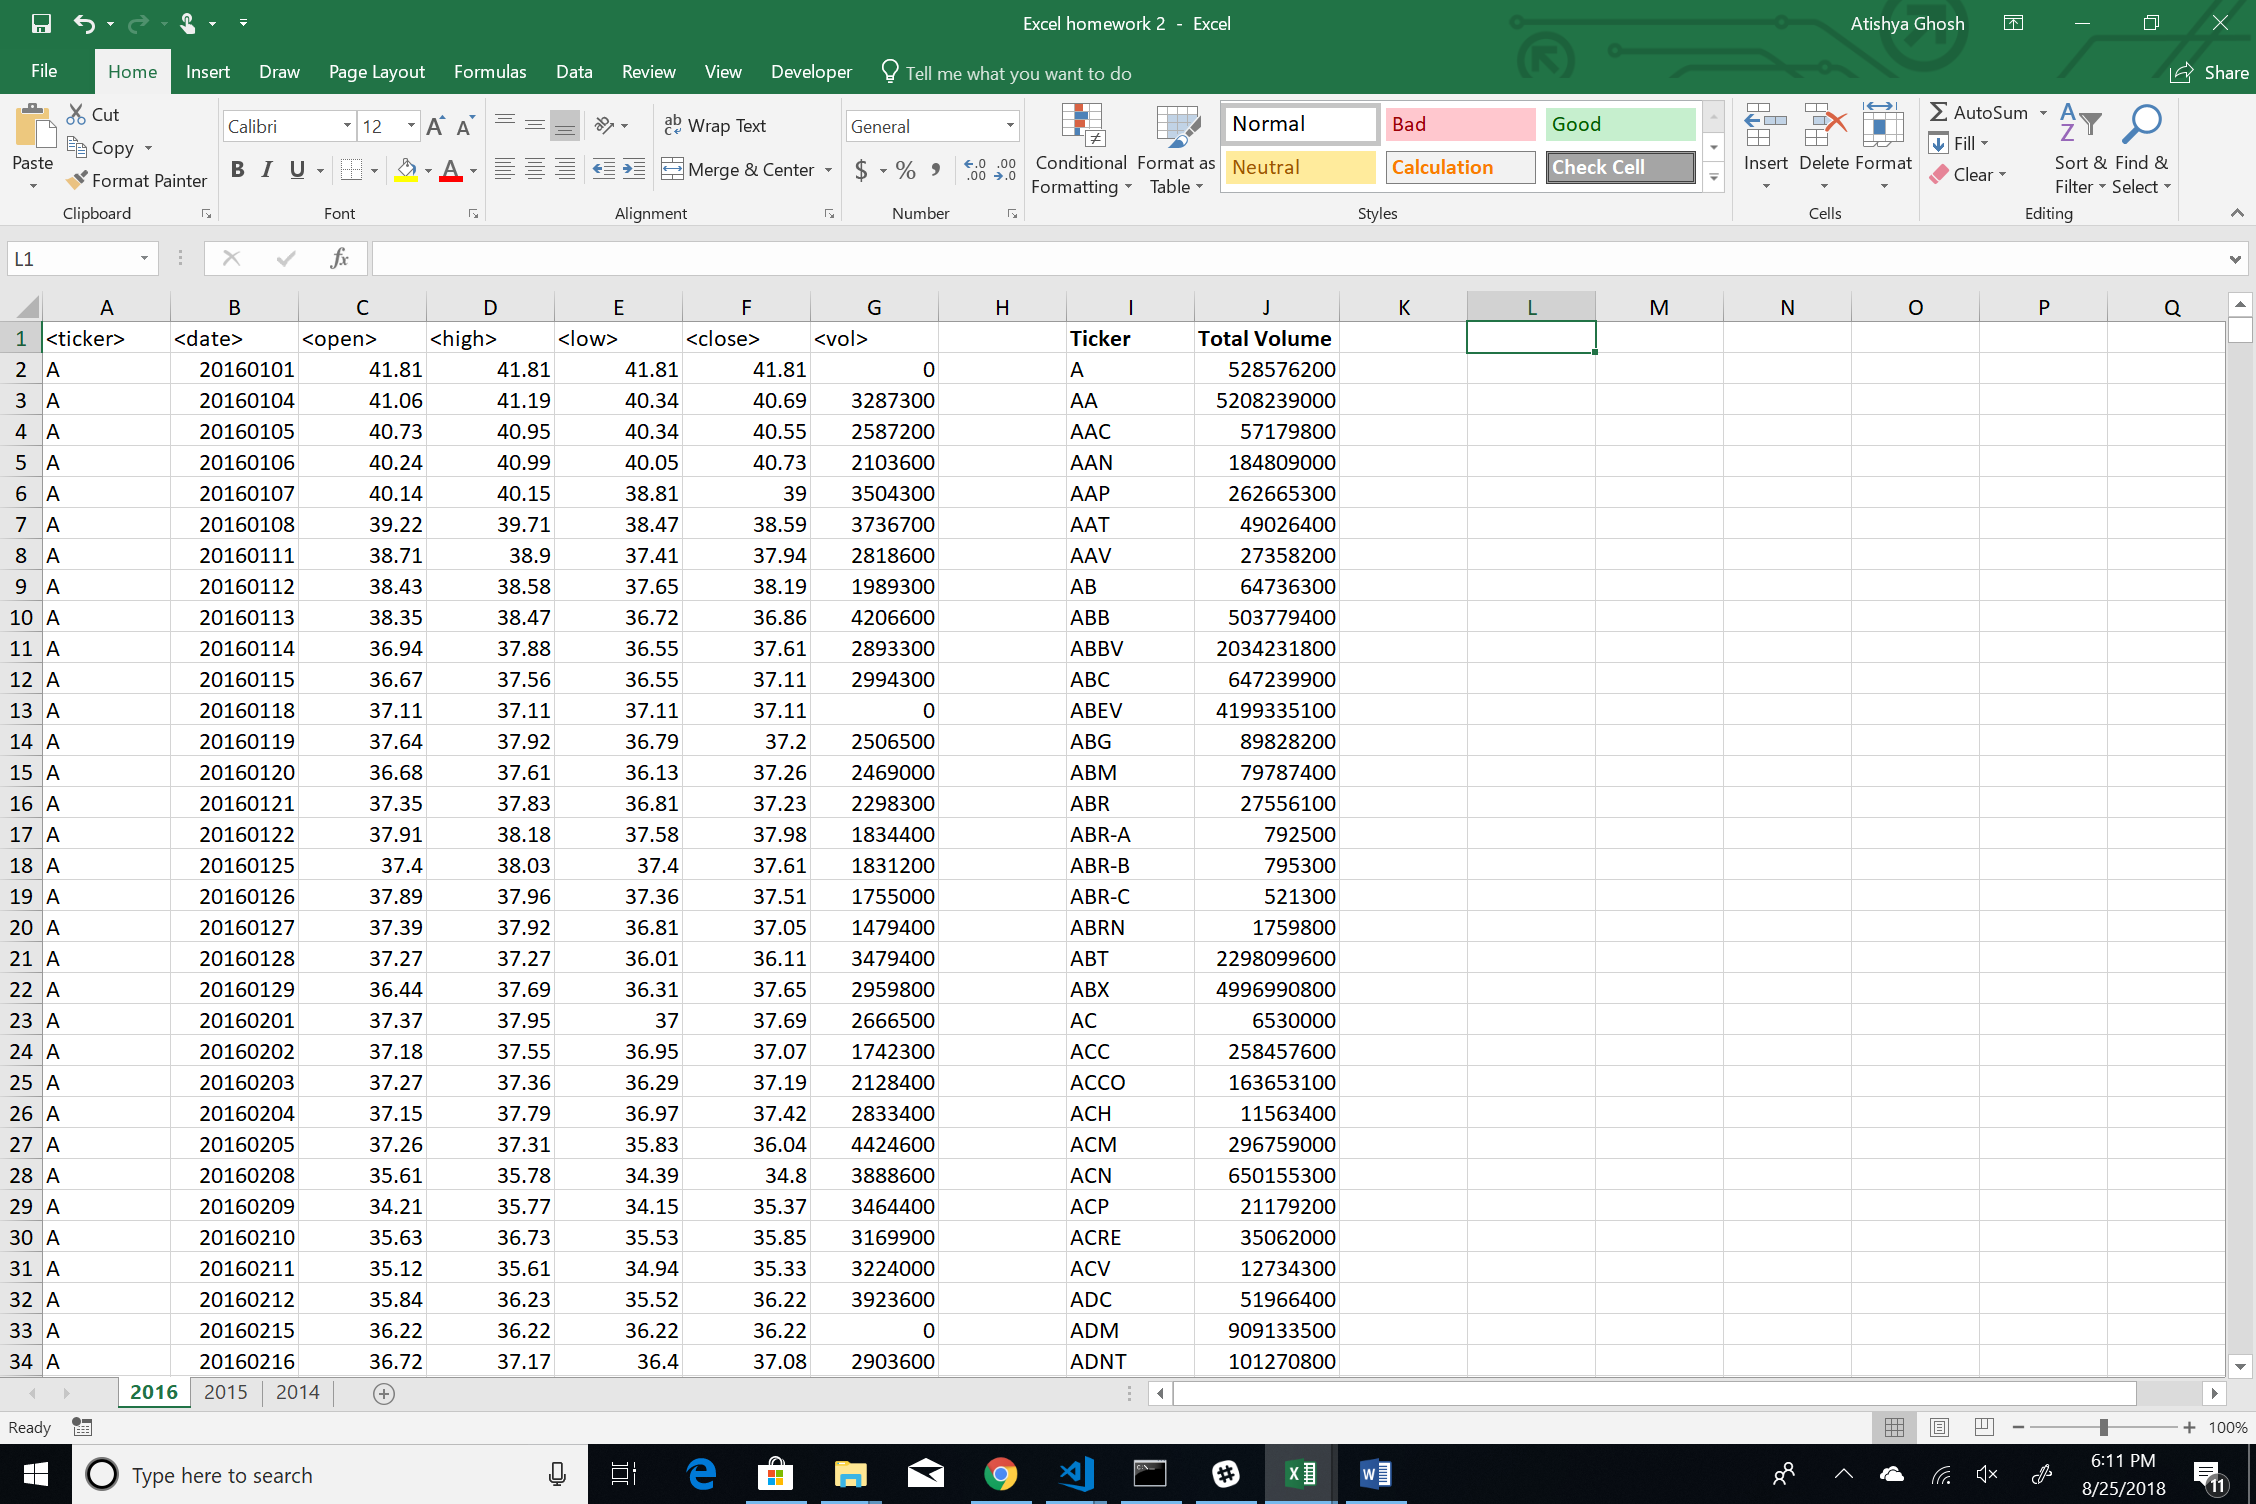 Excel homework 2 - Excel
Atishya Ghosh
File Home Insert Draw Page Layout Formulas Data Review View Developer Tell me what you want to do Share
Paste
Cut
Copy
Format Painter
Clipboard
Calibri 12
B I U A
Font
Wrap Text
Merge & Center
Alignment
General
$ % ,
Number
Conditional Formatting
Format as Table
Normal Bad Good
Neutral Calculation Check Cell
Styles
Insert Delete Format
Cells
AutoSum
Fill
Clear
Sort & Filter
Find & Select
Editing
L1 fx
A B C D E F G H I J K L M N O P Q
1 <ticker> <date> <open> <high> <low> <close> <vol> Ticker Total Volume
2 A 20160101 41.81 41.81 41.81 41.81 0 A 528576200
3 A 20160104 41.06 41.19 40.34 40.69 3287300 AA 5208239000
4 A 20160105 40.73 40.95 40.34 40.55 2587200 AAC 57179800
5 A 20160106 40.24 40.99 40.05 40.73 2103600 AAN 184809000
6 A 20160107 40.14 40.15 38.81 39 3504300 AAP 262665300
7 A 20160108 39.22 39.71 38.47 38.59 3736700 AAT 49026400
8 A 20160111 38.71 38.9 37.41 37.94 2818600 AAV 27358200
9 A 20160112 38.43 38.58 37.65 38.19 1989300 AB 64736300
10 A 20160113 38.35 38.47 36.72 36.86 4206600 ABB 503779400
11 A 20160114 36.94 37.88 36.55 37.61 2893300 ABBV 2034231800
12 A 20160115 36.67 37.56 36.55 37.11 2994300 ABC 647239900
13 A 20160118 37.11 37.11 37.11 37.11 0 ABEV 4199335100
14 A 20160119 37.64 37.92 36.79 37.2 2506500 ABG 89828200
15 A 20160120 36.68 37.61 36.13 37.26 2469000 ABM 79787400
16 A 20160121 37.35 37.83 36.81 37.23 2298300 ABR 27556100
17 A 20160122 37.91 38.18 37.58 37.98 1834400 ABR-A 792500
18 A 20160125 37.4 38.03 37.4 37.61 1831200 ABR-B 795300
19 A 20160126 37.89 37.96 37.36 37.51 1755000 ABR-C 521300
20 A 20160127 37.39 37.92 36.81 37.05 1479400 ABRN 1759800
21 A 20160128 37.27 37.27 36.01 36.11 3479400 ABT 2298099600
22 A 20160129 36.44 37.69 36.31 37.65 2959800 ABX 4996990800
23 A 20160201 37.37 37.95 37 37.69 2666500 AC 6530000
24 A 20160202 37.18 37.55 36.95 37.07 1742300 ACC 258457600
25 A 20160203 37.27 37.36 36.29 37.19 2128400 ACCO 163653100
26 A 20160204 37.15 37.79 36.97 37.42 2833400 ACH 11563400
27 A 20160205 37.26 37.31 35.83 36.04 4424600 ACM 296759000
28 A 20160208 35.61 35.78 34.39 34.8 3888600 ACN 650155300
29 A 20160209 34.21 35.77 34.15 35.37 3464400 ACP 21179200
30 A 20160210 35.63 36.73 35.53 35.85 3169900 ACRE 35062000
31 A 20160211 35.12 35.61 34.94 35.33 3224000 ACV 12734300
32 A 20160212 35.84 36.23 35.52 36.22 3923600 ADC 51966400
33 A 20160215 36.22 36.22 36.22 36.22 0 ADM 909133500
34 A 20160216 36.72 37.17 36.4 37.08 2903600 ADNT 101270800
2016 2015 2014
Ready 100%
Type here to search
6:11 PM
8/25/2018
11